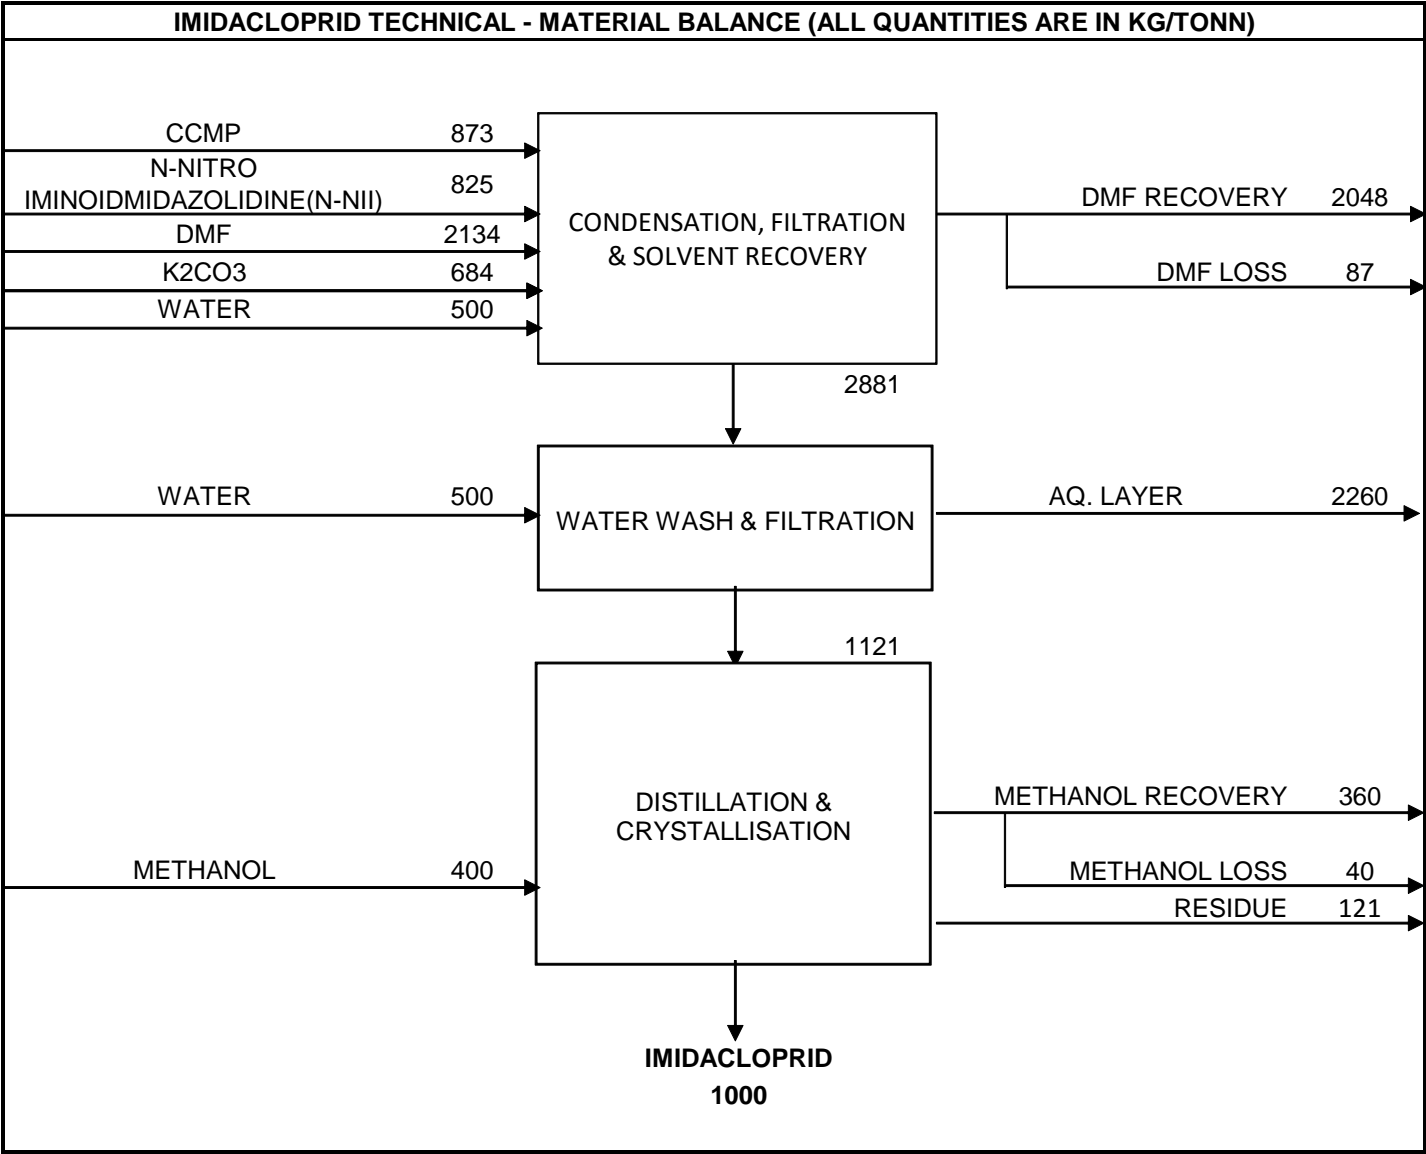 IMIDACLOPRID TECHNICAL - MATERIAL BALANCE (ALL QUANTITIES ARE IN KG/TONN)
CCMP 873
N-NITRO
IMINOIDMIDAZOLIDINE(N-NII) 825
DMF 2134
K2CO3 684
WATER 500
CONDENSATION, FILTRATION
& SOLVENT RECOVERY
DMF RECOVERY 2048
DMF LOSS 87
2881
WATER 500
WATER WASH & FILTRATION
AQ. LAYER 2260
1121
METHANOL 400
DISTILLATION &
CRYSTALLISATION
METHANOL RECOVERY 360
METHANOL LOSS 40
RESIDUE 121
IMIDACLOPRID
1000